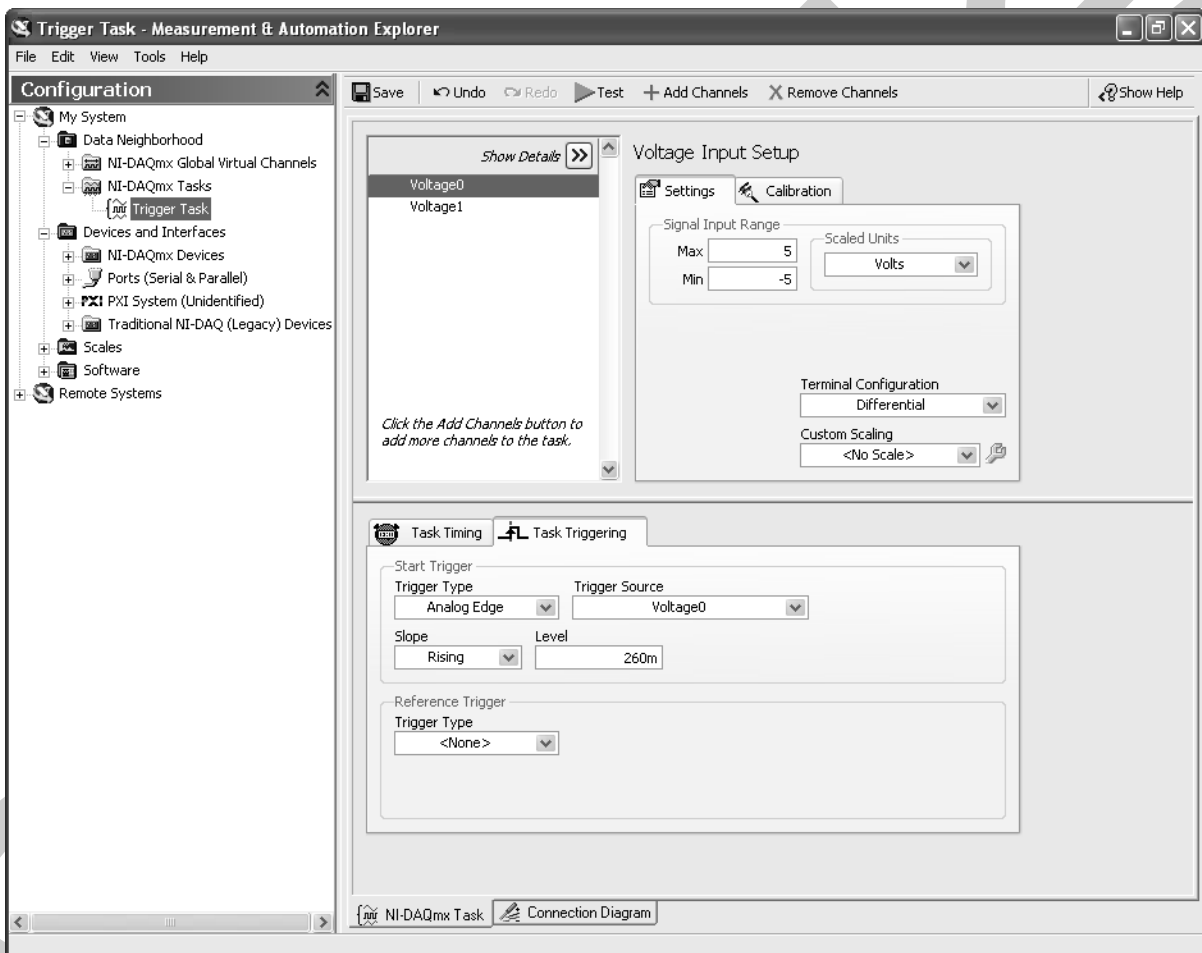 Trigger Task - Measurement & Automation Explorer
File Edit View Tools Help
Configuration
My System
Data Neighborhood
NI-DAQmx Global Virtual Channels
NI-DAQmx Tasks
Trigger Task
Devices and Interfaces
NI-DAQmx Devices
Ports (Serial & Parallel)
PXI PXI System (Unidentified)
Traditional NI-DAQ (Legacy) Devices
Scales
Software
Remote Systems
Save Undo Redo Test Add Channels Remove Channels Show Help
Show Details
Voltage0
Voltage1
Click the Add Channels button to
add more channels to the task.
Voltage Input Setup
Settings Calibration
Signal Input Range
Max 5
Min -5
Scaled Units
Volts
Terminal Configuration
Differential
Custom Scaling
<No Scale>
Task Timing Task Triggering
Start Trigger
Trigger Type Trigger Source
Analog Edge Voltage0
Slope Level
Rising 260m
Reference Trigger
Trigger Type
<None>
NI-DAQmx Task Connection Diagram